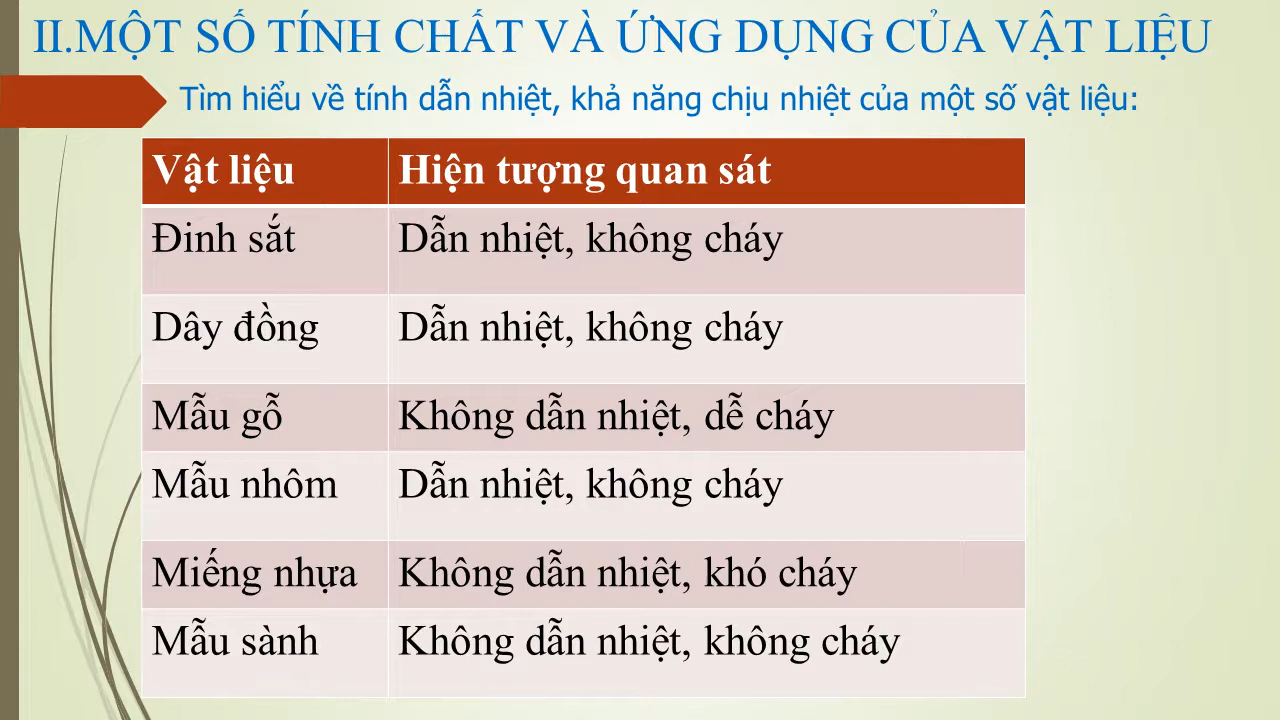 II.MỘT SỐ TÍNH CHẤT VÀ ỨNG DỤNG CỦA VẬT LIỆU
Tìm hiểu về tính dẫn nhiệt, khả năng chịu nhiệt của một số vật liệu:
Vật liệu Hiện tượng quan sát
Đinh sắt Dẫn nhiệt, không cháy
Dây đồng Dẫn nhiệt, không cháy
Mẫu gỗ Không dẫn nhiệt, dễ cháy
Mẫu nhôm Dẫn nhiệt, không cháy
Miếng nhựa Không dẫn nhiệt, khó cháy
Mẫu sành Không dẫn nhiệt, không cháy